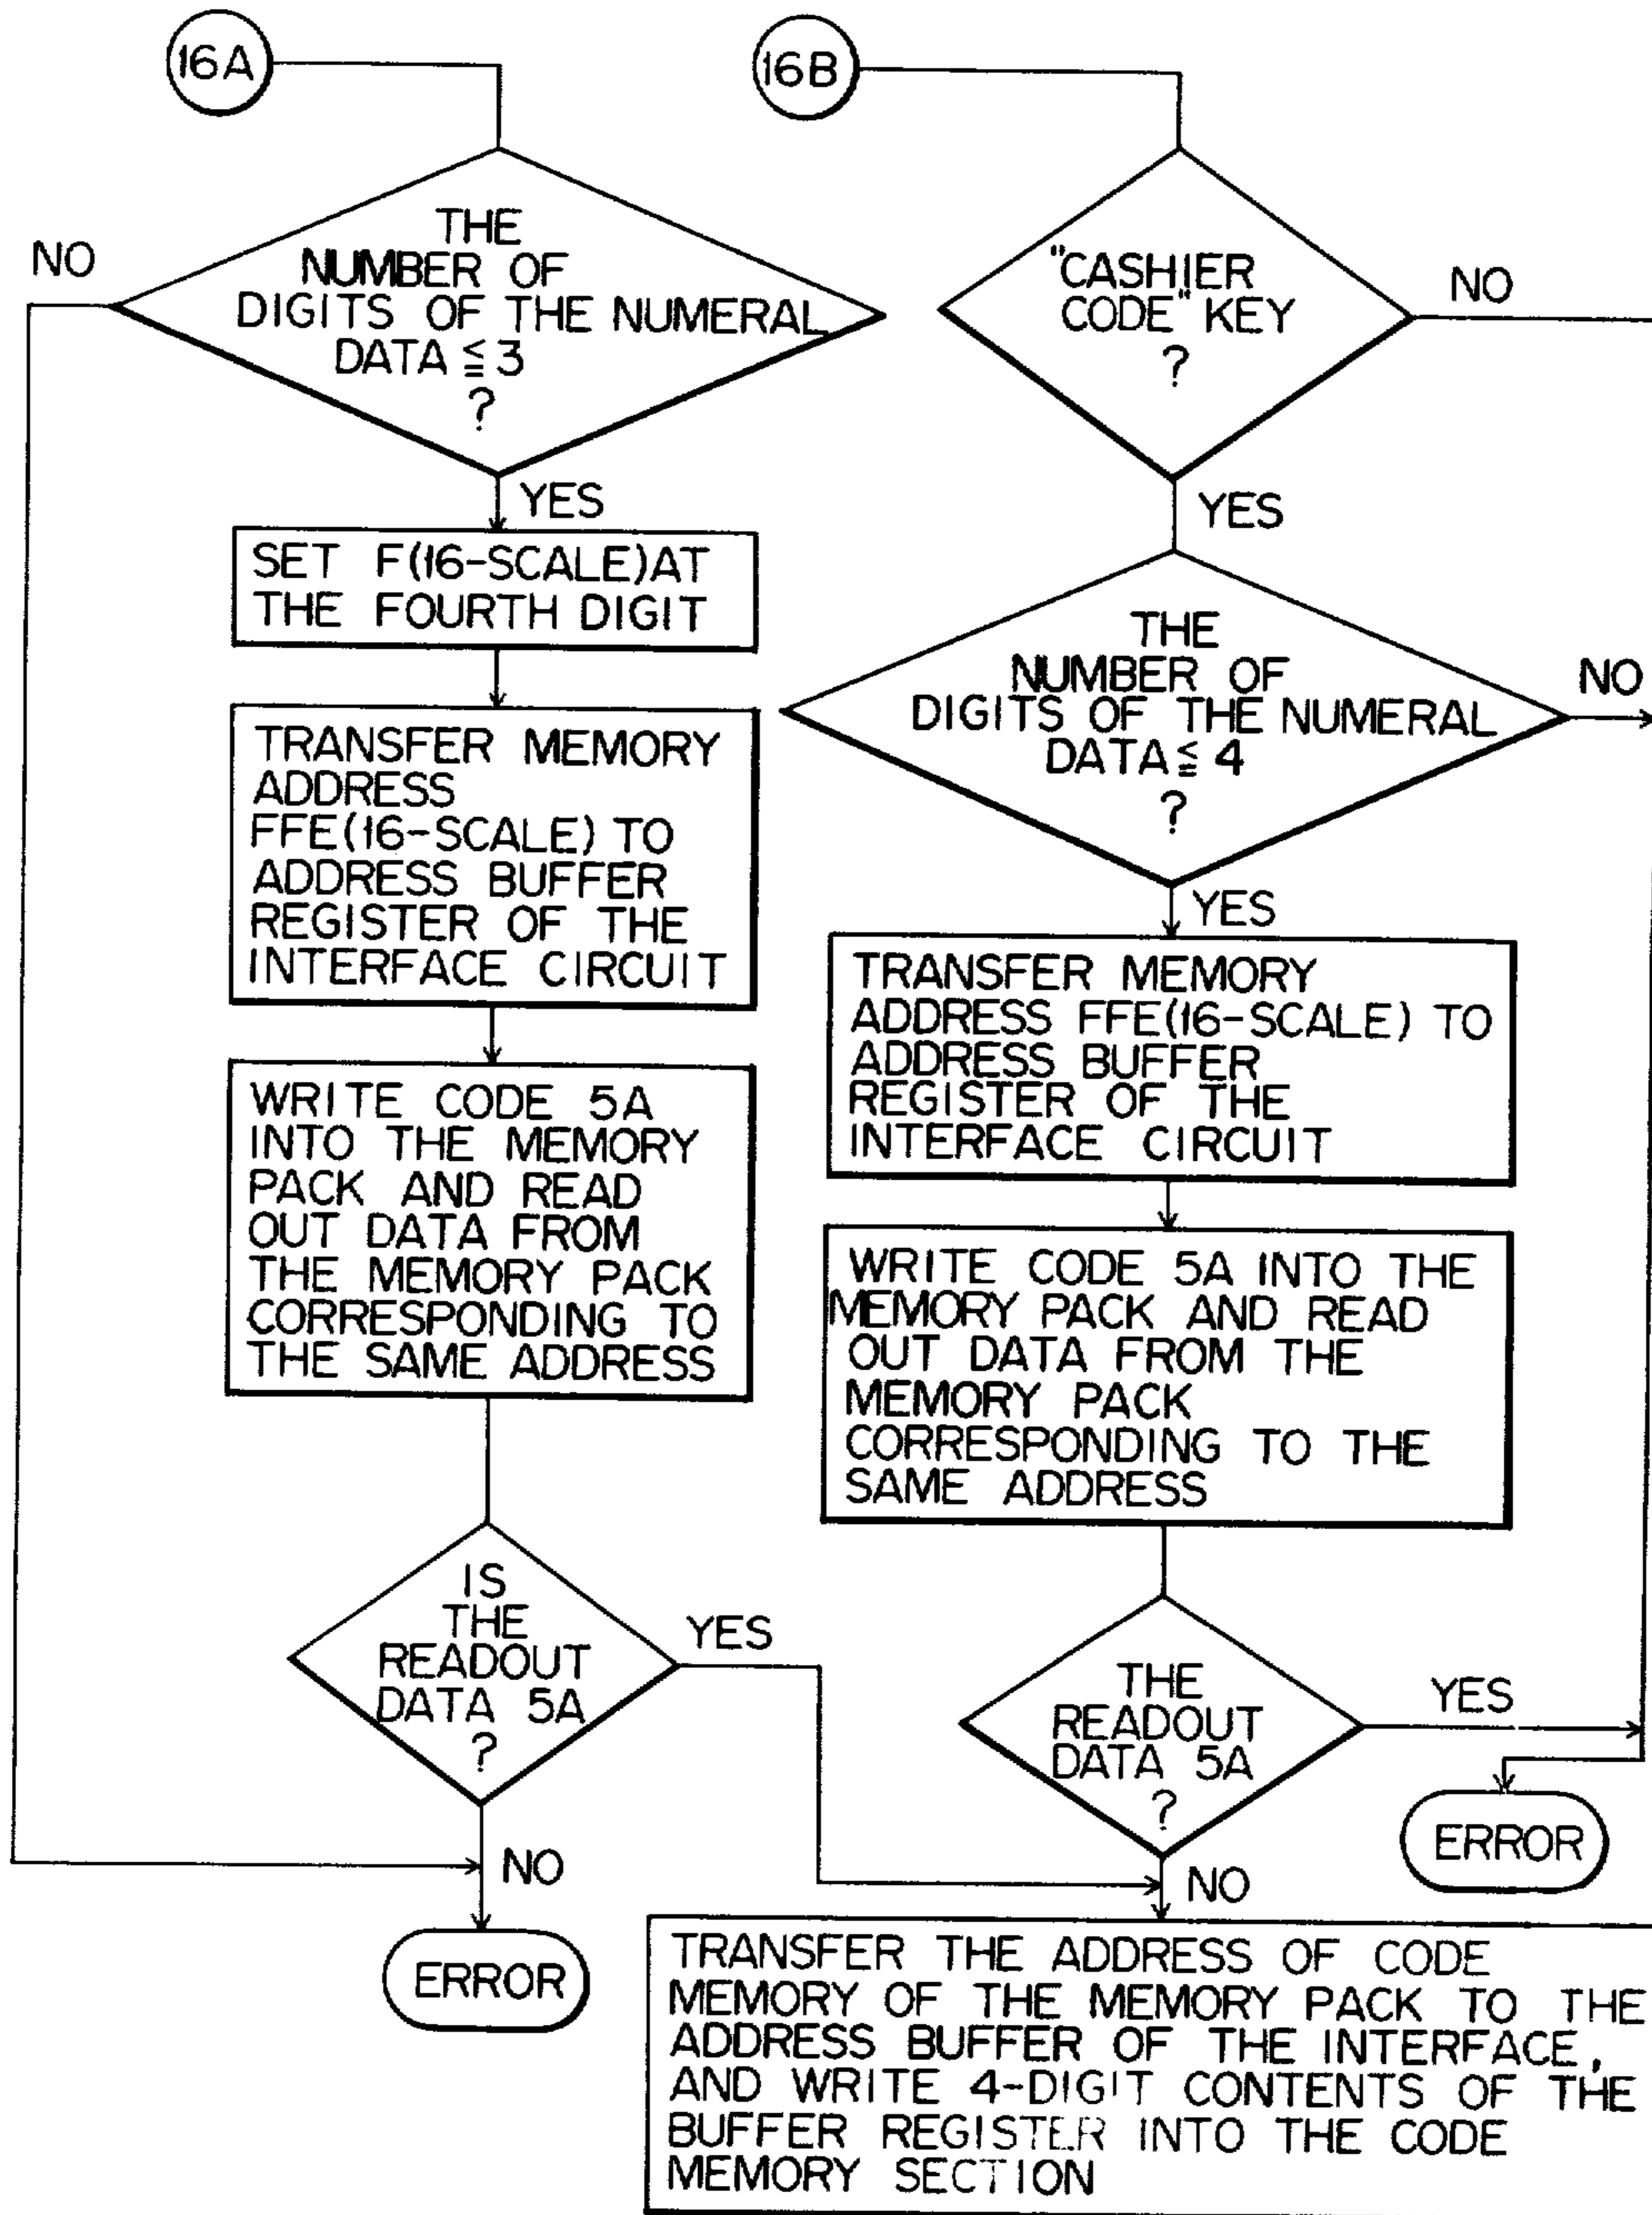 16A
THE
NUMBER OF
DIGITS OF THE NUMERAL
DATA ≦ 3
?
NO
YES
SET F(16-SCALE)AT
THE FOURTH DIGIT
TRANSFER MEMORY
ADDRESS
FFE(16-SCALE) TO
ADDRESS BUFFER
REGISTER OF THE
INTERFACE CIRCUIT
WRITE CODE 5A
INTO THE MEMORY
PACK AND READ
OUT DATA FROM
THE MEMORY PACK
CORRESPONDING TO
THE SAME ADDRESS
IS
THE
READOUT
DATA 5A
?
YES
NO
ERROR
16B
"CASHIER
CODE" KEY
?
NO
YES
THE
NUMBER OF
DIGITS OF THE NUMERAL
DATA ≦ 4
?
NO
YES
TRANSFER MEMORY
ADDRESS FFE(16-SCALE) TO
ADDRESS BUFFER
REGISTER OF THE
INTERFACE CIRCUIT
WRITE CODE 5A INTO THE
MEMORY PACK AND READ
OUT DATA FROM THE
MEMORY PACK
CORRESPONDING TO THE
SAME ADDRESS
THE
READOUT
DATA 5A
?
YES
ERROR
NO
TRANSFER THE ADDRESS OF CODE
MEMORY OF THE MEMORY PACK TO THE
ADDRESS BUFFER OF THE INTERFACE,
AND WRITE 4-DIGIT CONTENTS OF THE
BUFFER REGISTER INTO THE CODE
MEMORY SECTION